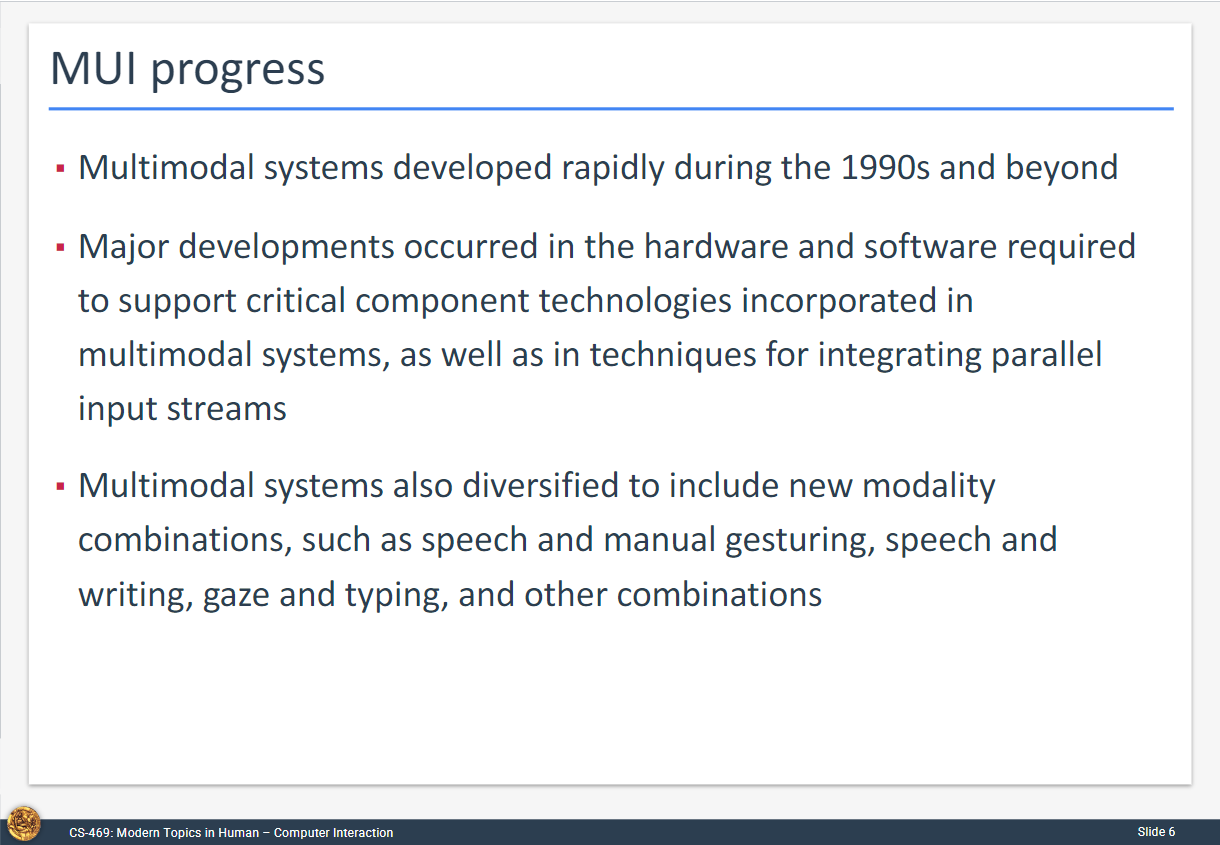 MUI progress
▪ Multimodal systems developed rapidly during the 1990s and beyond
▪ Major developments occurred in the hardware and software required
to support critical component technologies incorporated in
multimodal systems, as well as in techniques for integrating parallel
input streams
▪ Multimodal systems also diversified to include new modality
combinations, such as speech and manual gesturing, speech and
writing, gaze and typing, and other combinations
CS-469: Modern Topics in Human – Computer Interaction
Slide 6